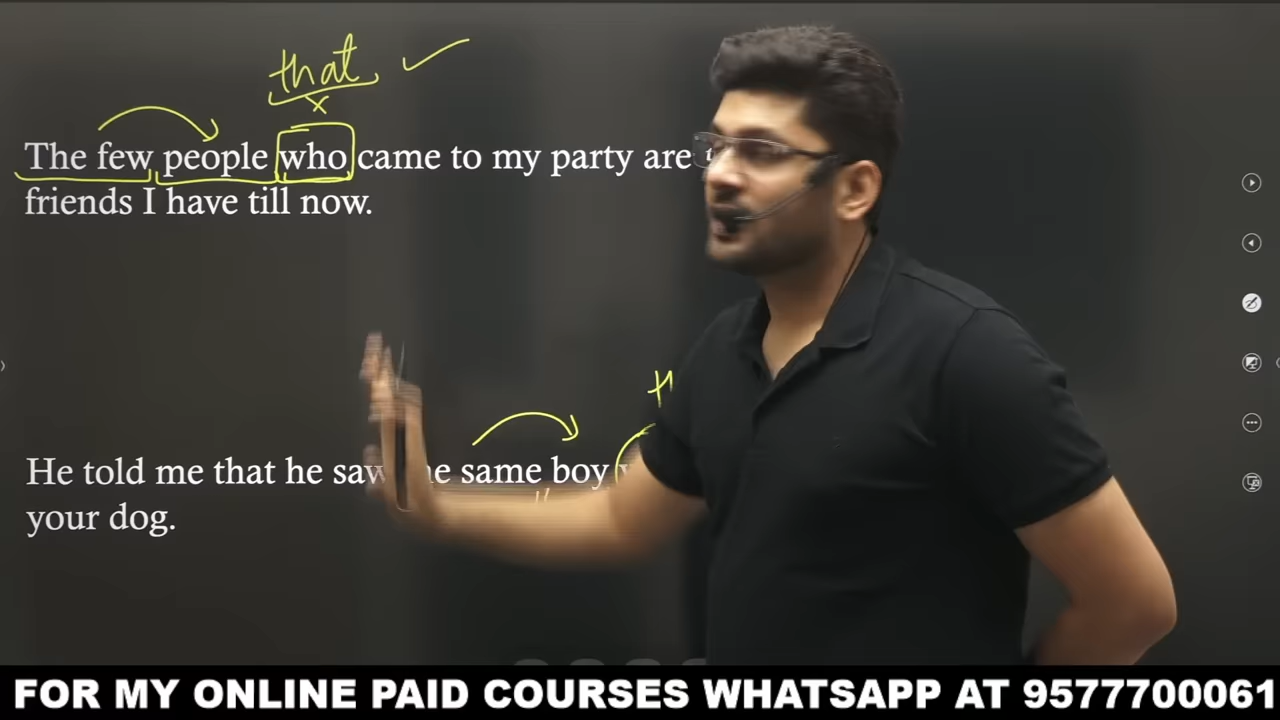 that
The few people who came to my party are
friends I have till now.
He told me that he saw same boy
your dog.
FOR MY ONLINE PAID COURSES WHATSAPP AT 9577700061